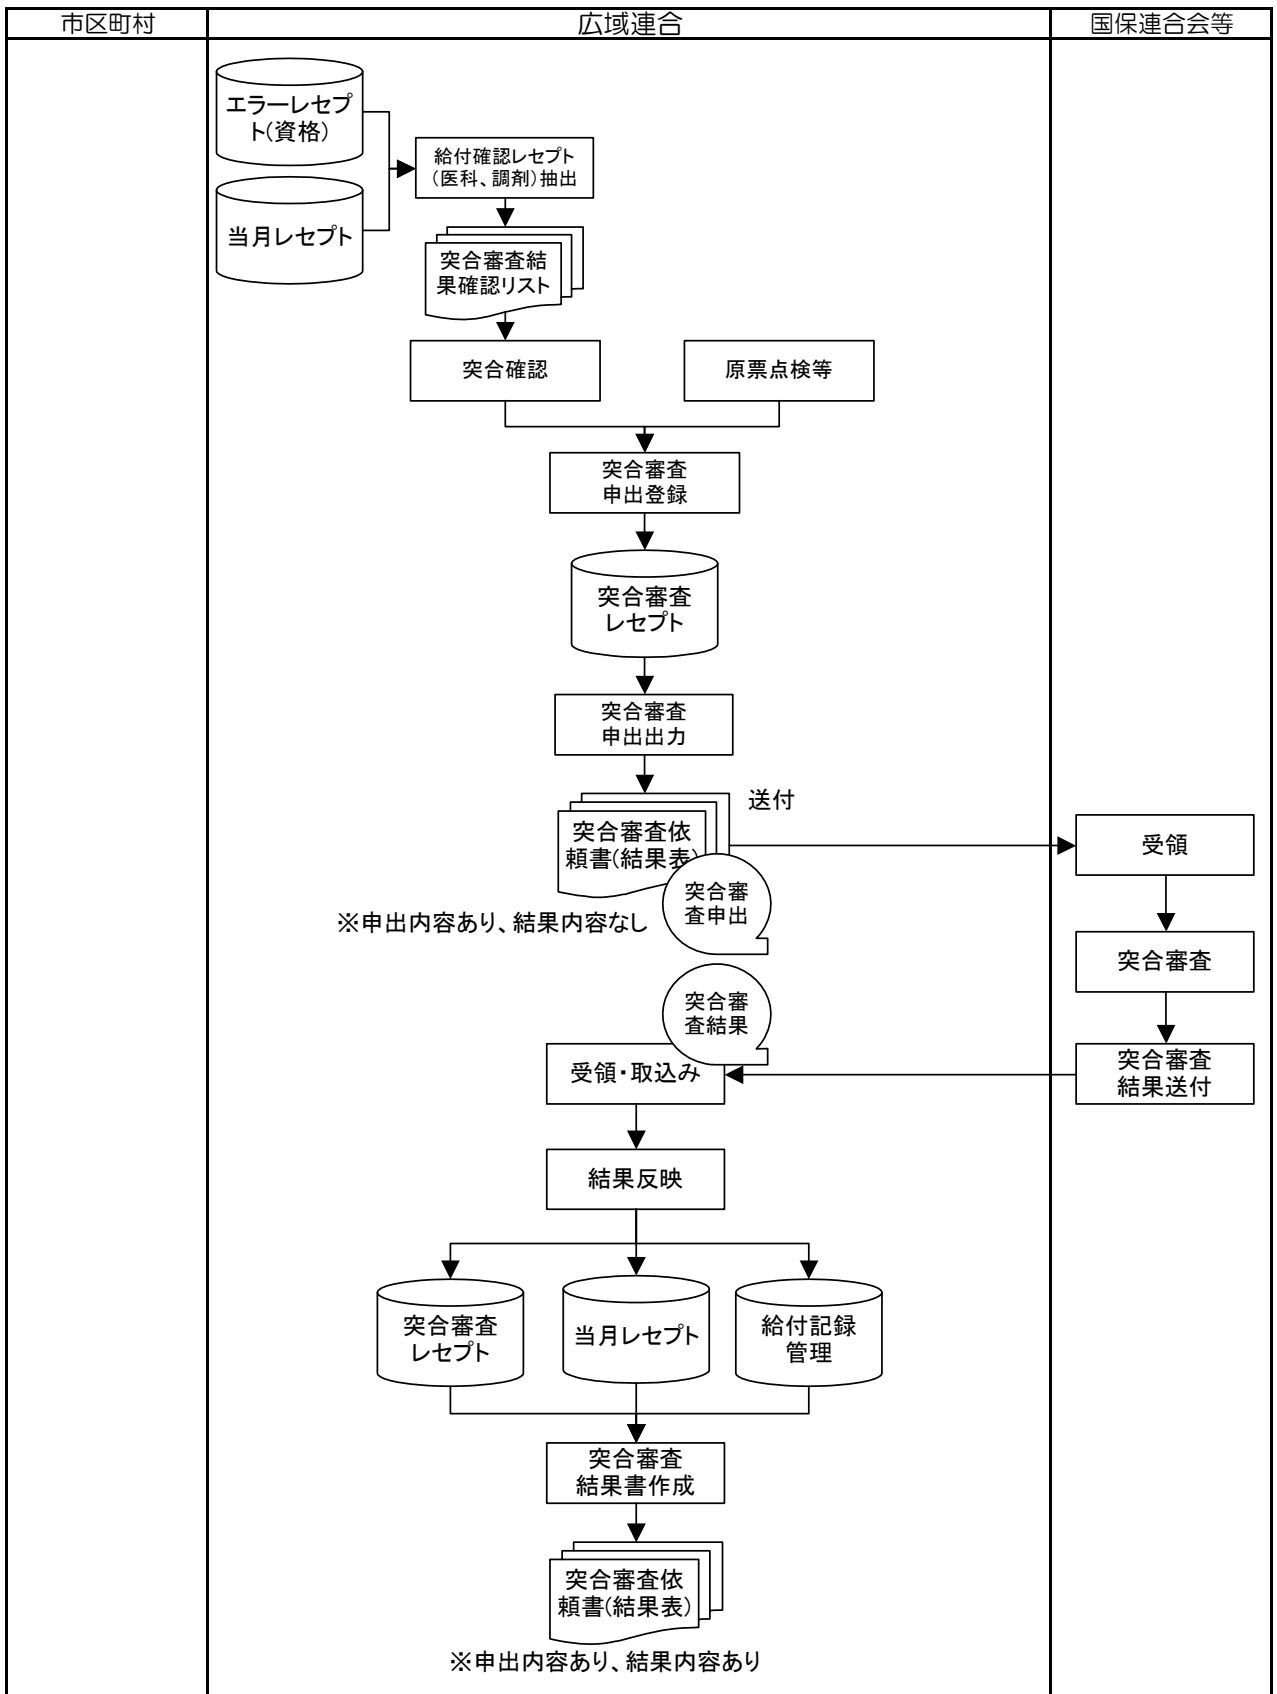 市区町村
広域連合
国保連合会等
エラーレセプ
ト(資格)
給付確認レセプト
(医科、調剤)抽出
当月レセプト
突合審査結
果確認リスト
突合確認
原票点検等
突合審査
申出登録
突合審査
レセプト
突合審査
申出出力
送付
突合審査依
頼書(結果表)
受領
突合審
査申出
※申出内容あり、結果内容なし
突合審査
突合審
査結果
受領・取込み
突合審査
結果送付
結果反映
突合審査
レセプト
当月レセプト
給付記録
管理
突合審査
結果書作成
突合審査依
頼書(結果表)
※申出内容あり、結果内容あり